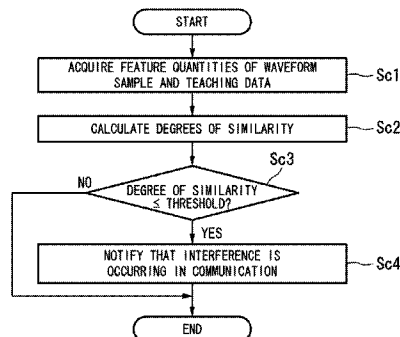 START
ACQUIRE FEATURE QUANTITIES OF WAVEFORM
SAMPLE AND TEACHING DATA
Sc1
CALCULATE DEGREES OF SIMILARITY
Sc2
Sc3
NO
DEGREE OF SIMILARITY
≤ THRESHOLD?
YES
NOTIFY THAT INTERFERENCE IS
OCCURRING IN COMMUNICATION
Sc4
END